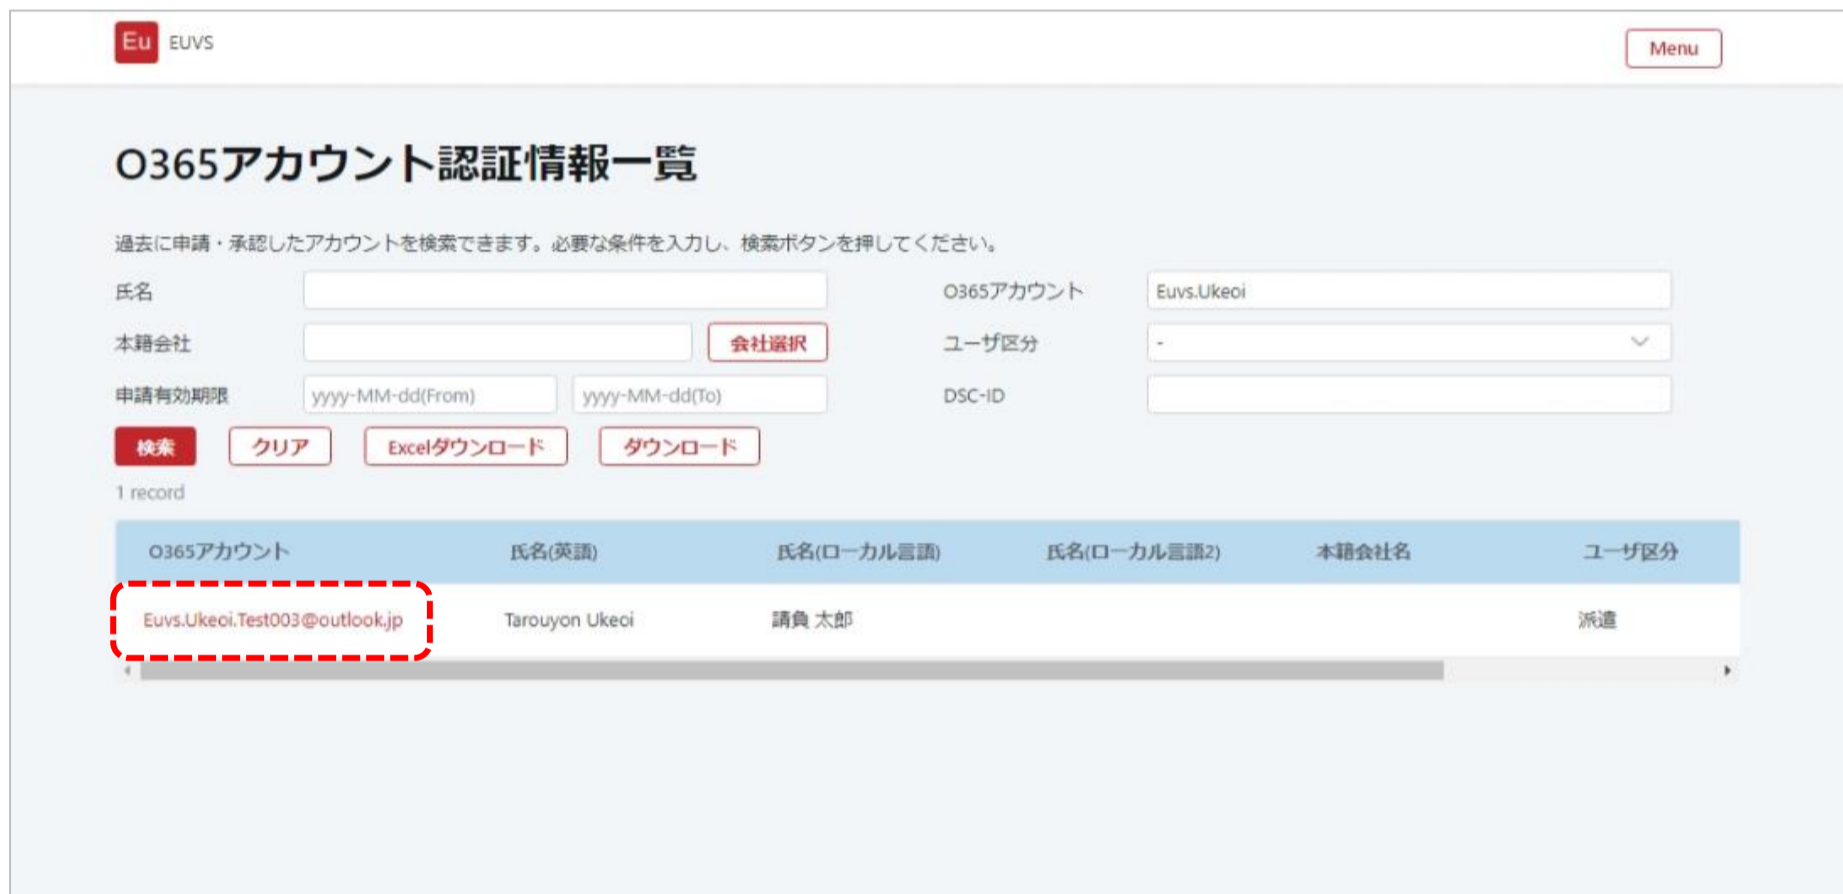 Eu EUVS
Menu
O365アカウント認証情報一覧
過去に申請・承認したアカウントを検索できます。必要な条件を入力し、検索ボタンを押してください。
氏名
O365アカウント Euvs.Ukeoi
本籍会社 会社選択
ユーザ区分 -
申請有効期限 yyyy-MM-dd(From) yyyy-MM-dd(To)
DSC-ID
検索 クリア Excelダウンロード ダウンロード
1 record
O365アカウント 氏名(英語) 氏名(ローカル言語) 氏名(ローカル言語2) 本籍会社名 ユーザ区分
Euvs.Ukeoi.Test003@outlook.jp Tarouyon Ukeoi 請負 太郎 派遣